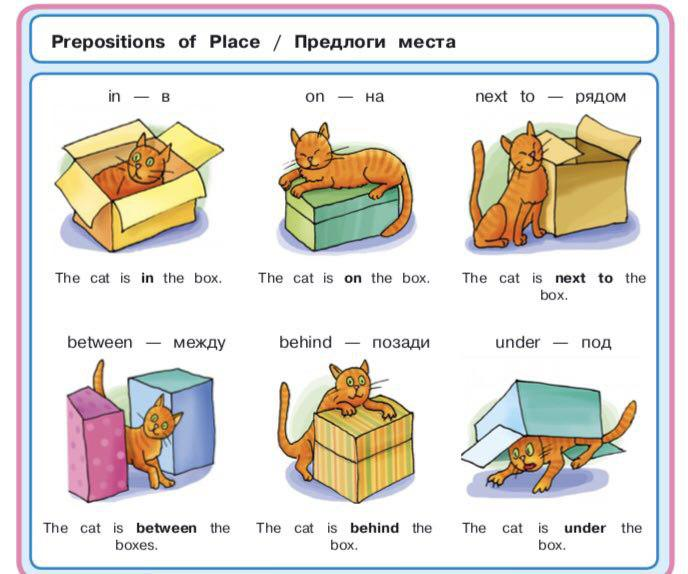 Prepositions of Place / Предлоги места
in — в
on — на
next to — рядом
The cat is in the box.
The cat is on the box.
The cat is next to the
box.
between — между
behind — позади
under — под
The cat is between the
boxes.
The cat is behind the
box.
The cat is under the
box.